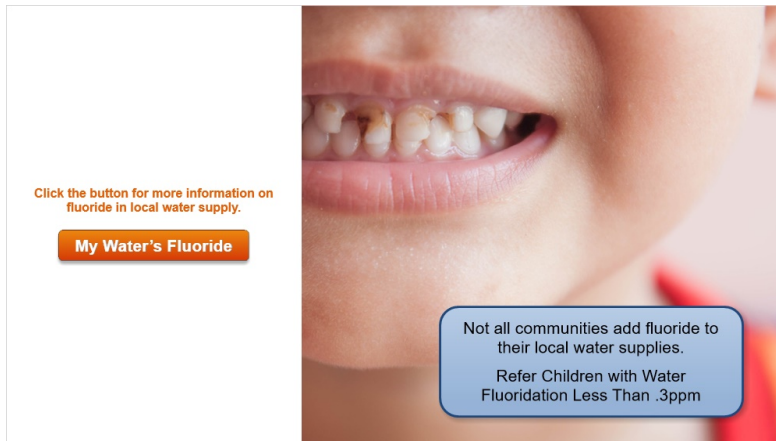 Click the button for more information on
fluoride in local water supply.
My Water's Fluoride
Not all communities add fluoride to
their local water supplies.
Refer Children with Water
Fluoridation Less Than .3ppm